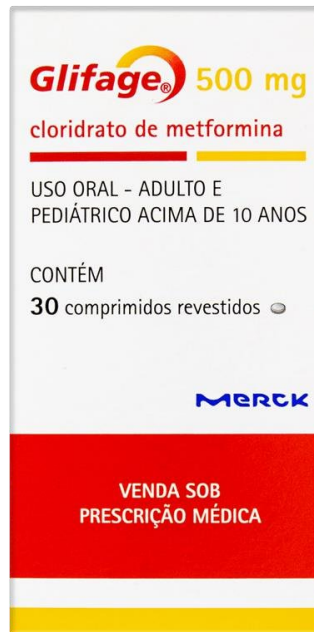 Glifage® 500 mg
cloridrato de metformina
USO ORAL - ADULTO E
PEDIÁTRICO ACIMA DE 10 ANOS
CONTÉM
30 comprimidos revestidos
MERCK
VENDA SOB
PRESCRIÇÃO MÉDICA